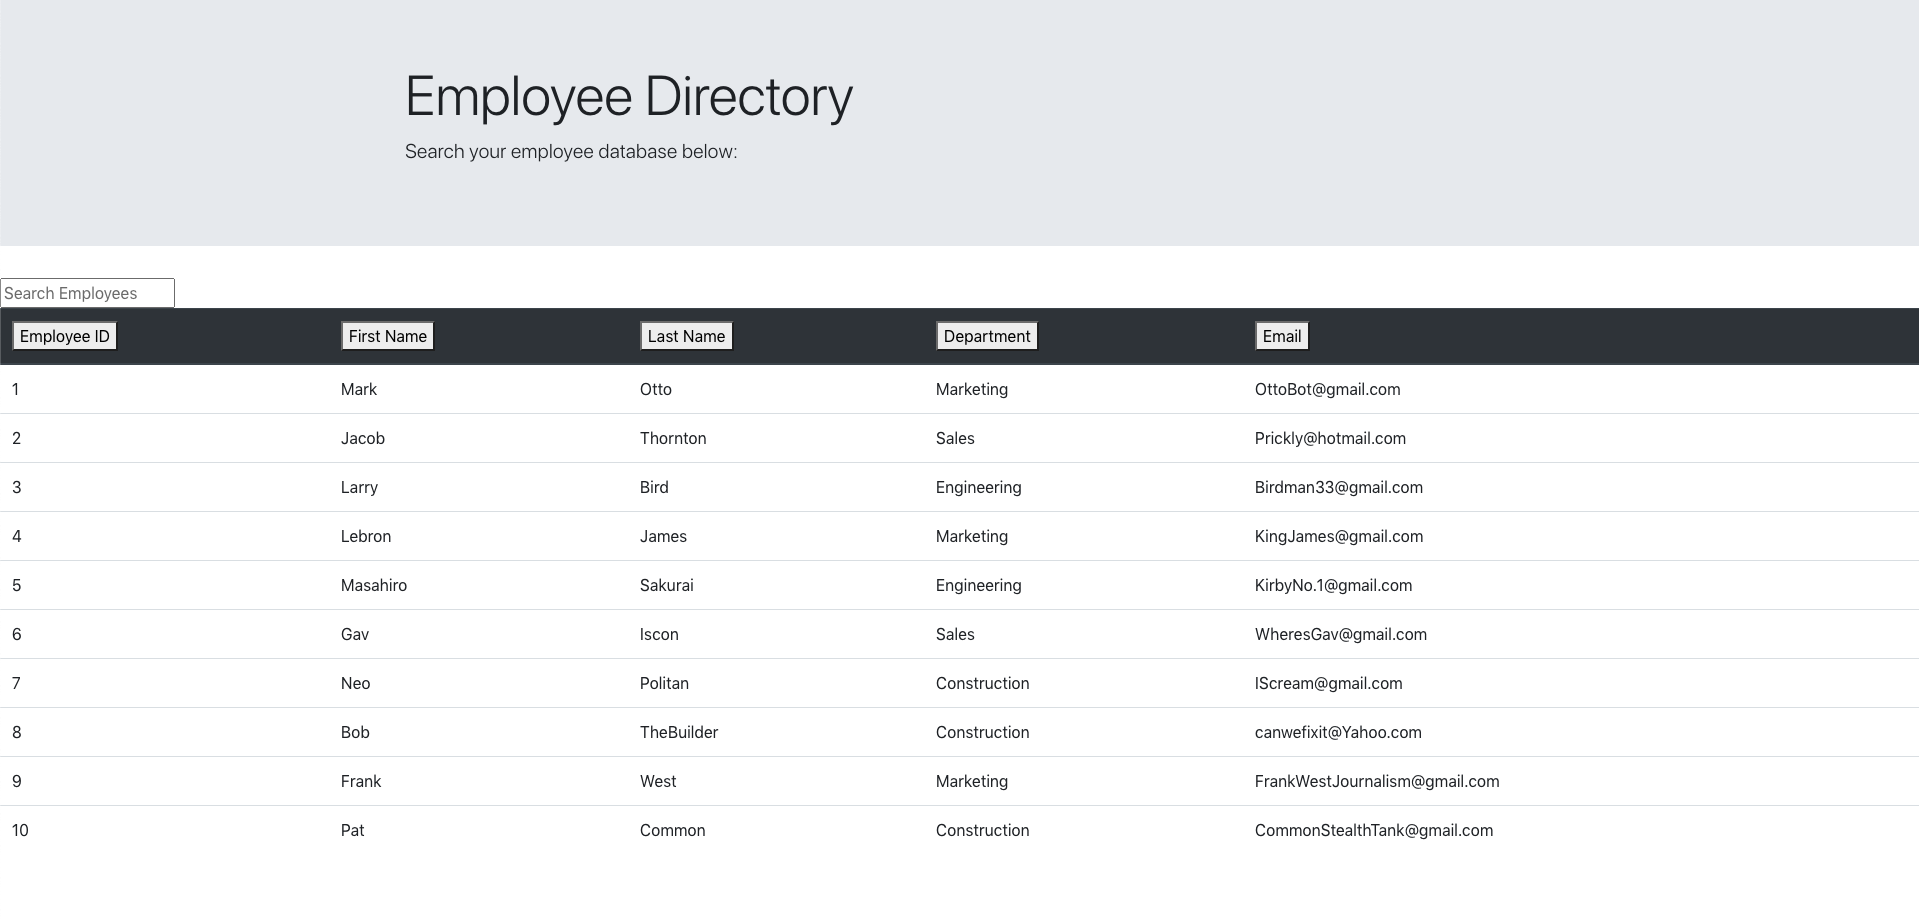 Employee Directory
Search your employee database below:
Search Employees
Employee ID First Name Last Name Department Email
1 Mark Otto Marketing OttoBot@gmail.com
2 Jacob Thornton Sales Prickly@hotmail.com
3 Larry Bird Engineering Birdman33@gmail.com
4 Lebron James Marketing KingJames@gmail.com
5 Masahiro Sakurai Engineering KirbyNo.1@gmail.com
6 Gav Iscon Sales WheresGav@gmail.com
7 Neo Politan Construction IScream@gmail.com
8 Bob TheBuilder Construction canwefixit@Yahoo.com
9 Frank West Marketing FrankWestJournalism@gmail.com
10 Pat Common Construction CommonStealthTank@gmail.com